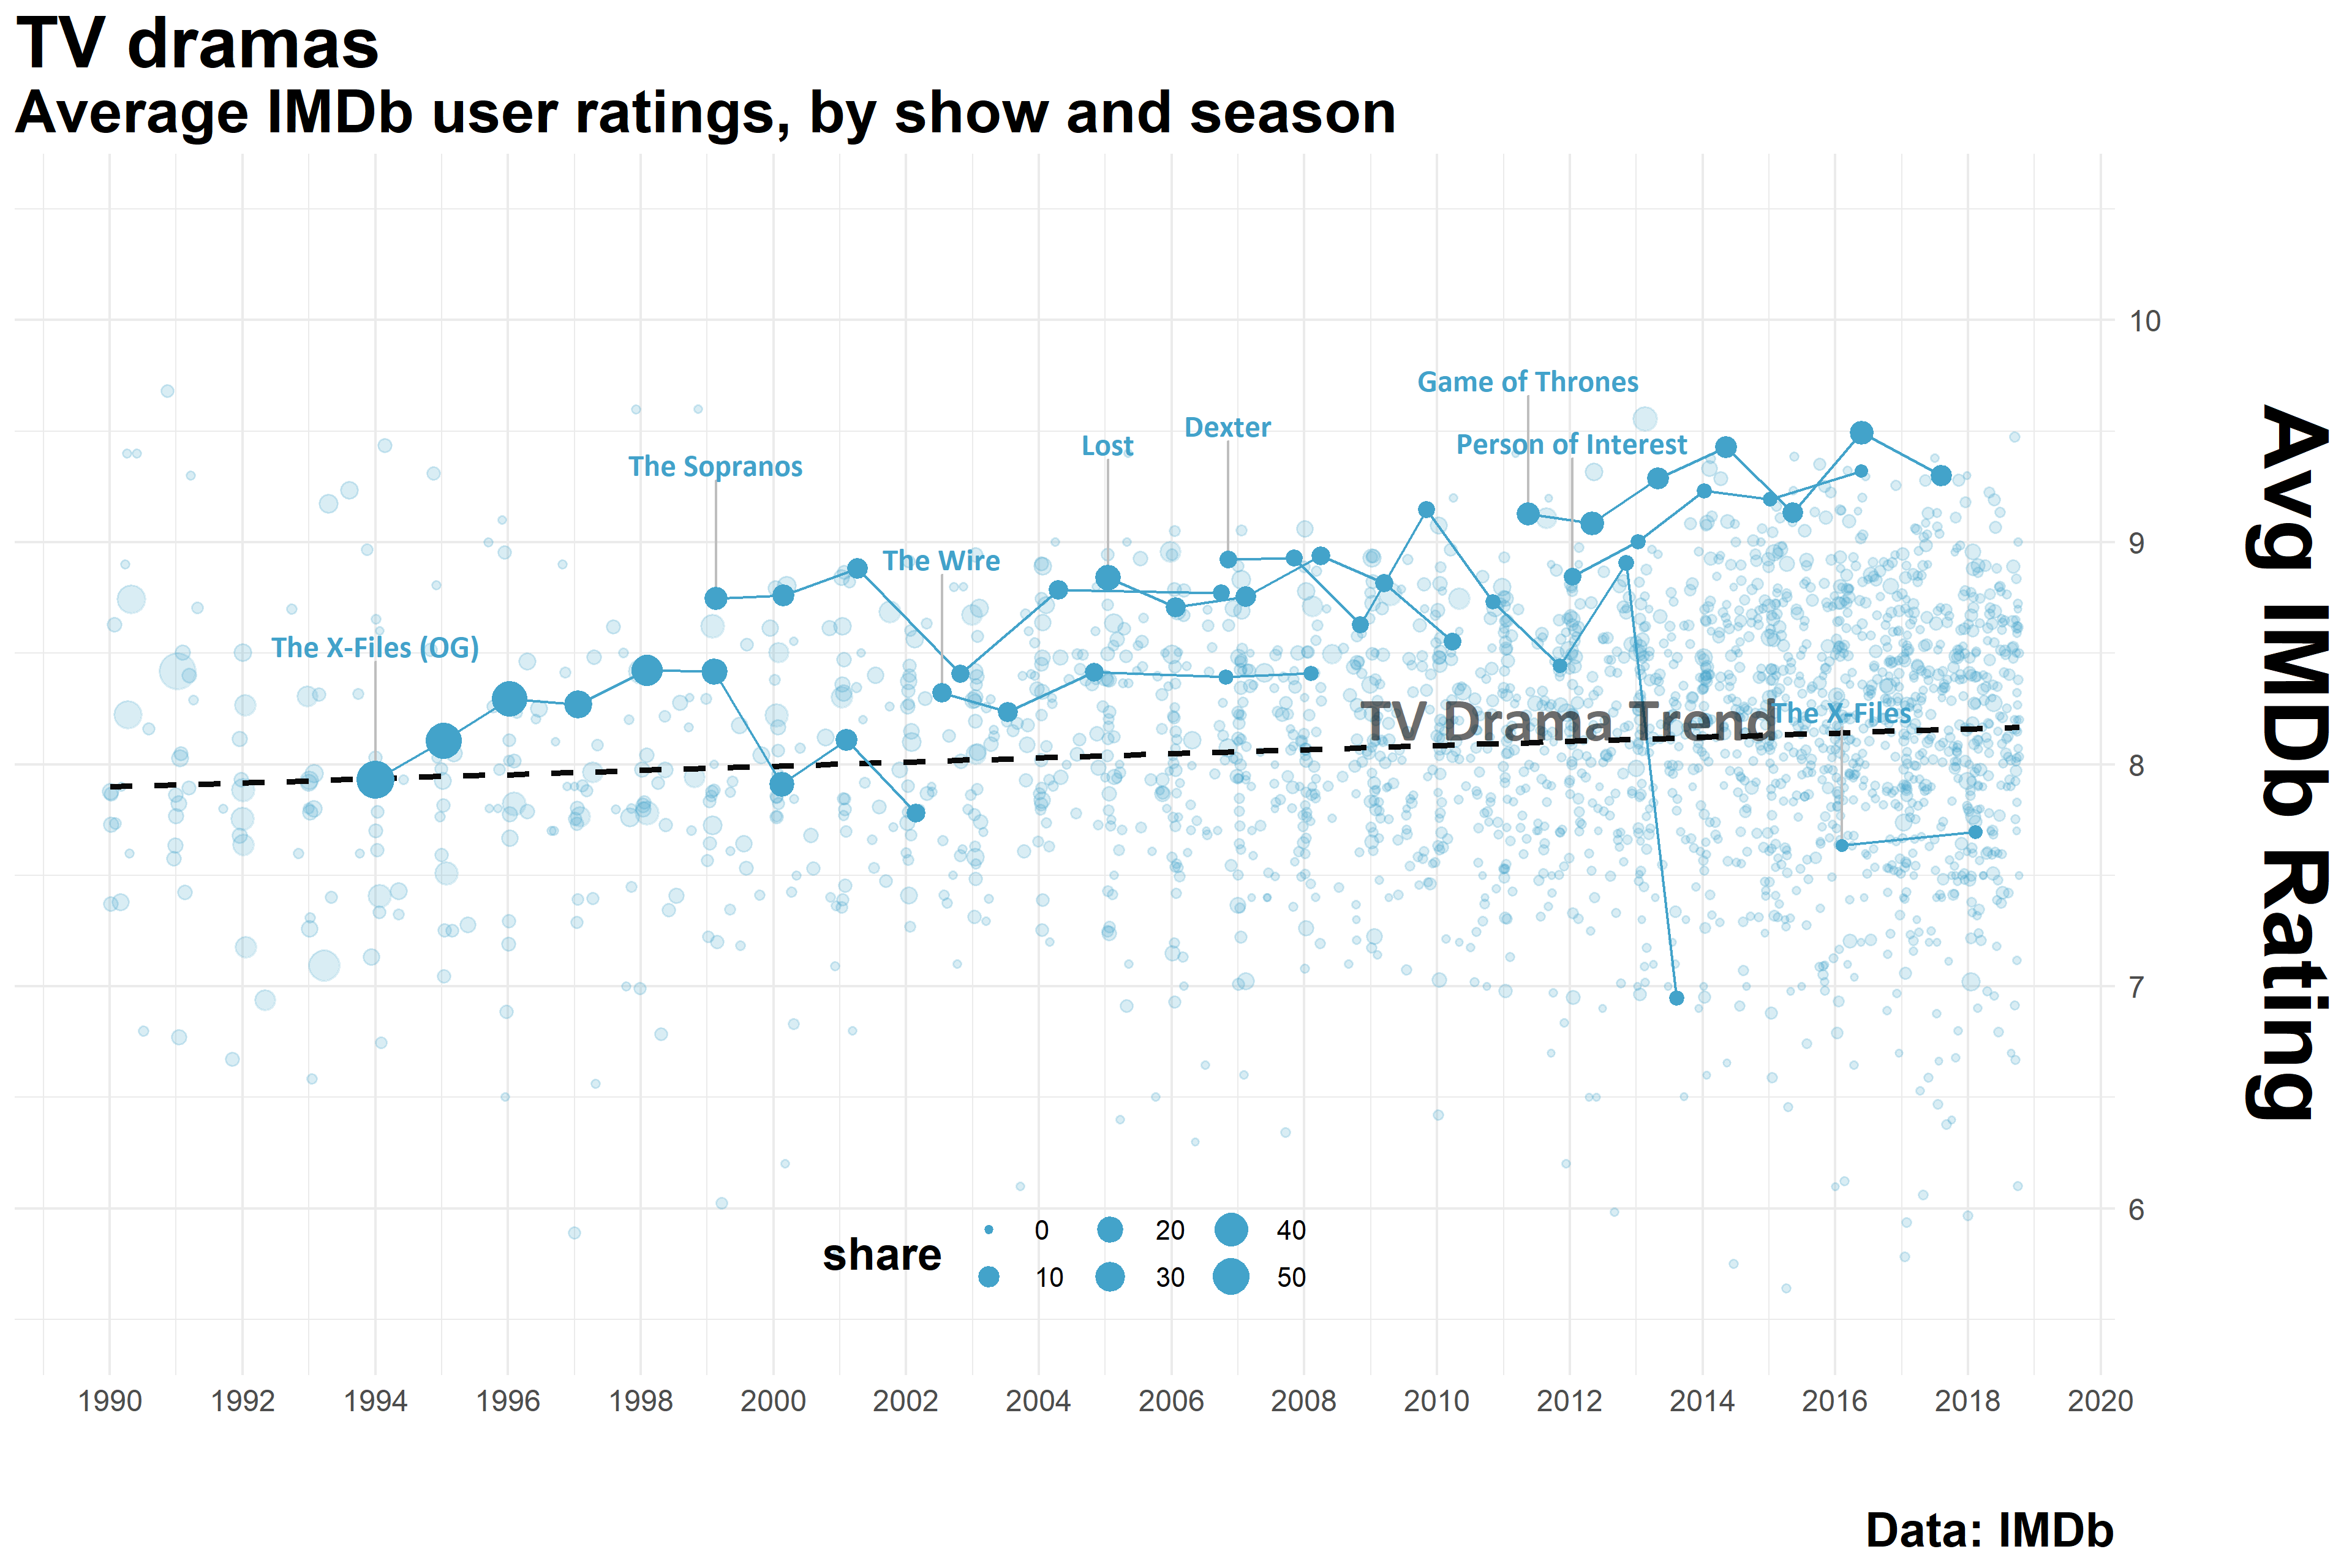 TV dramas
Average IMDb user ratings, by show and season
Game of Thrones
Dexter
Person of Interest
Lost
The Sopranos
The Wire
The X-Files (OG)
TV Drama Trend
The X-Files
10
9
8
7
6
Avg IMDb Rating
share
0 20 40
10 30 50
1990 1992 1994 1996 1998 2000 2002 2004 2006 2008 2010 2012 2014 2016 2018 2020
Data: IMDb